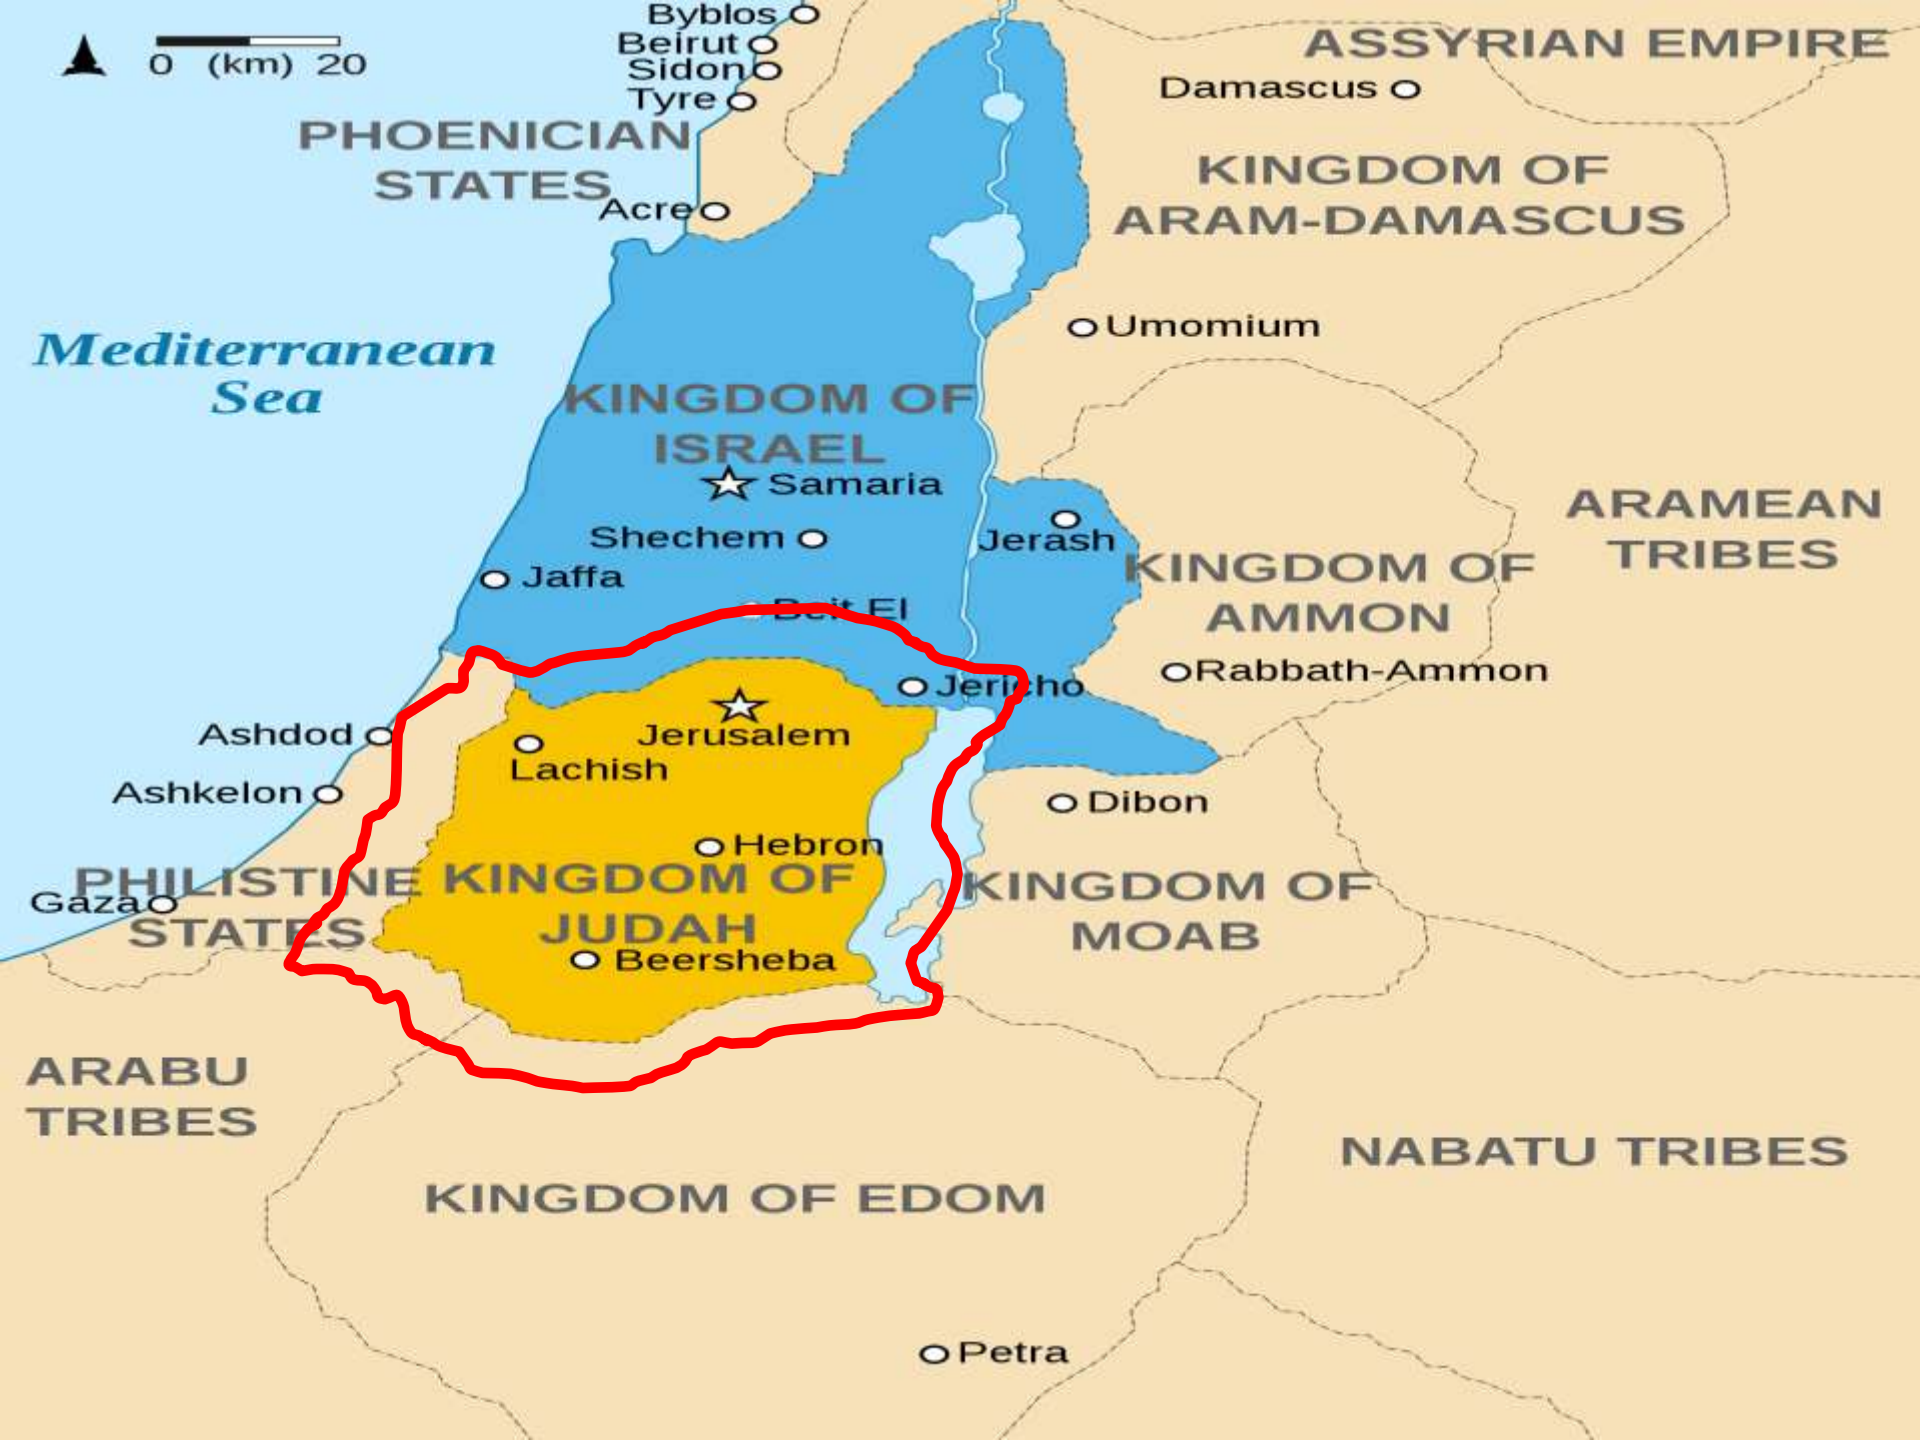 Byblos
Beirut
Sidon
Tyre
0 (km) 20
ASSYRIAN EMPIRE
Damascus
PHOENICIAN
STATES
Acre
KINGDOM OF
ARAM-DAMASCUS
Umomium
Mediterranean
Sea
KINGDOM OF
ISRAEL
Samaria
Shechem
Jerash
Jaffa
Beit El
KINGDOM OF
AMMON
Rabbath-Ammon
ARAMEAN
TRIBES
Jericho
Ashdod
Jerusalem
Lachish
Ashkelon
Dibon
Hebron
PHILISTINE
STATES
Gaza
KINGDOM OF
JUDAH
Beersheba
KINGDOM OF
MOAB
ARABU
TRIBES
NABATU TRIBES
KINGDOM OF EDOM
Petra